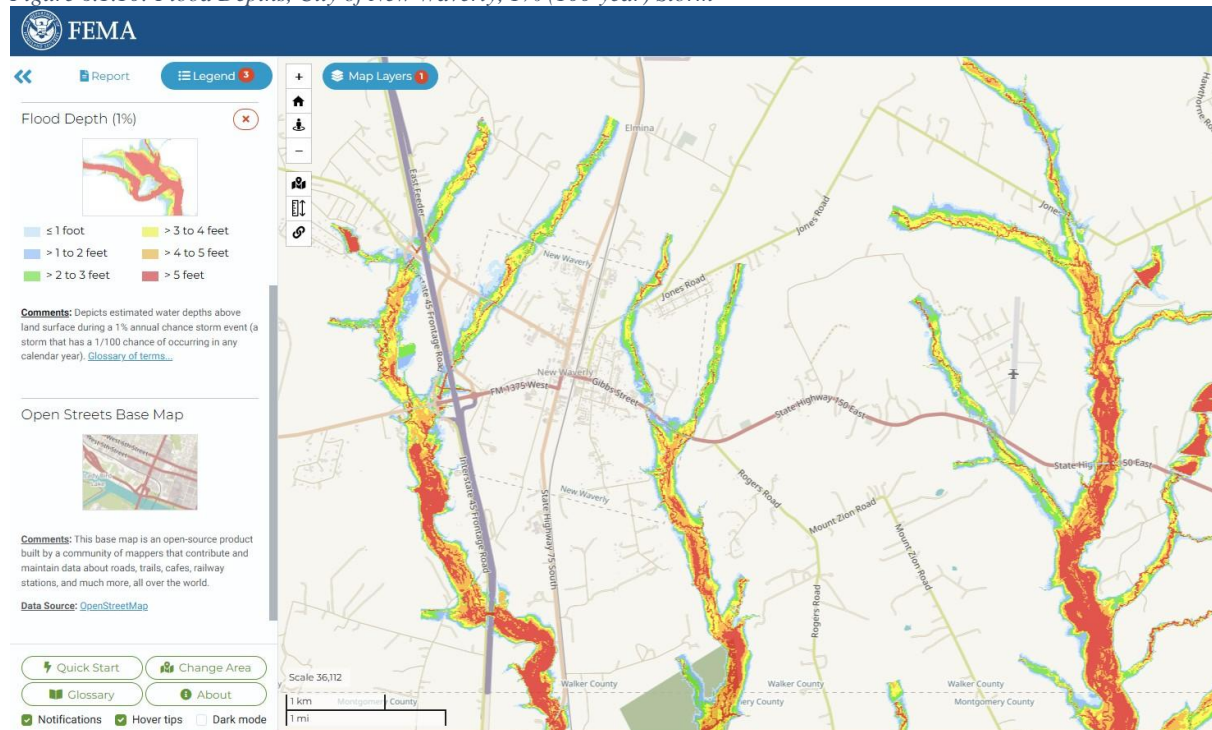 FEMA
Report
Legend 3
Map Layers 1
Flood Depth (1%)
≤ 1 foot
> 3 to 4 feet
> 1 to 2 feet
> 4 to 5 feet
> 2 to 3 feet
> 5 feet
Comments: Depicts estimated water depths above
land surface during a 1% annual chance storm event (a
storm that has a 1/100 chance of occurring in any
calendar year). Glossary of terms...
Open Streets Base Map
Comments: This base map is an open-source product
built by a community of mappers that contribute and
maintain data about roads, trails, cafes, railway
stations, and much more, all over the world.
Data Source: OpenStreetMap
Quick Start
Change Area
Glossary
About
Notifications
Hover tips
Dark mode
Elmina
East Feeder
New Waverly
Jones Road
Jones Road
Hawthorne Ro
Interstate 45 Frontage Road
New Waverly
FM 1375 West
Gibbs Street
State Highway 150 East
Interstate 45 Frontage Road
State Highway 75 South
New Waverly
Rogers Road
Mount Zion Road
Mount Zion Road
Rogers Road
Scale 36,112
1 km
1 mi
Walker County
Montgomery County
Walker County
Walker County
Montgomery County